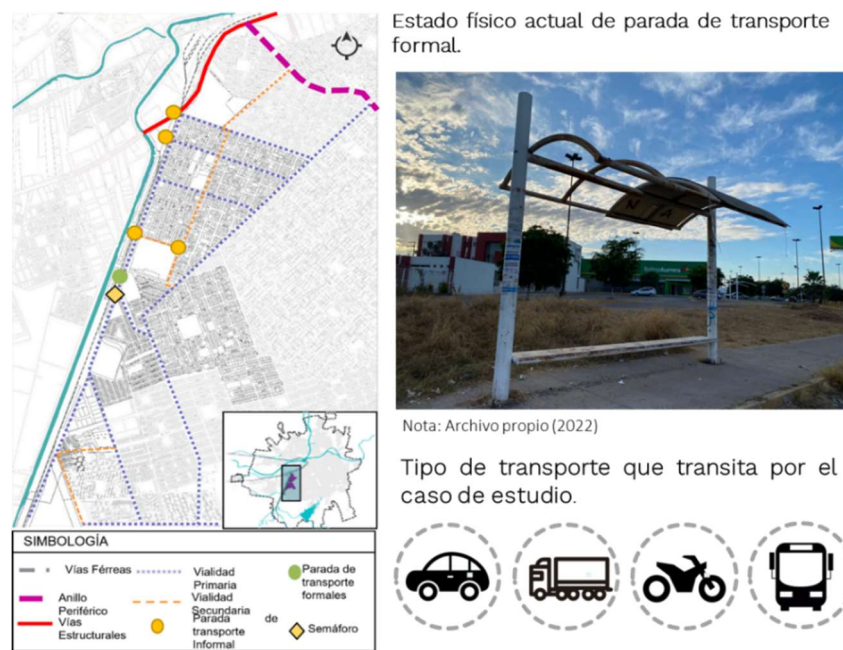 Estado físico actual de parada de transporte
formal.
Nota: Archivo propio (2022)
Tipo de transporte que transita por el
caso de estudio.
SIMBOLOGÍA
Vías Férreas
Anillo
Periférico
Vías
Estructurales
Vialidad
Primaria
Vialidad
Secundaria
Parada de
transporte
Informal
Parada de
transporte
formales
Semáforo